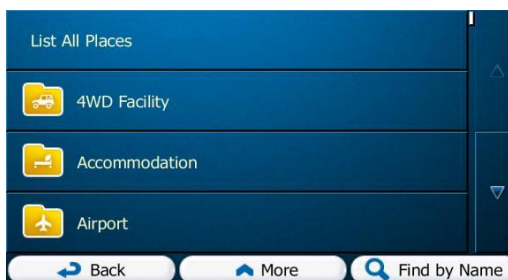 List All Places
4WD Facility
Accommodation
Airport
Back More Find by Name